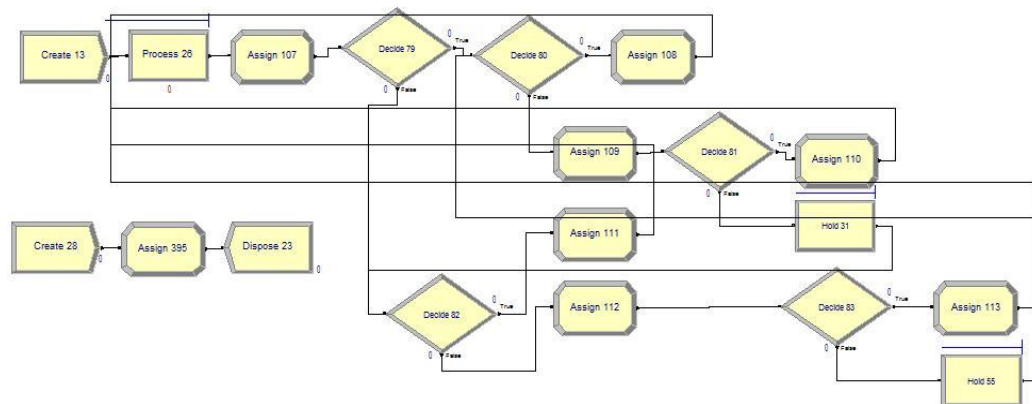 Create 13
0
Process 26
0
Assign 107
Decide 79
0
True
0
False
Decide 80
0
True
0
False
Assign 108
Assign 109
Decide 81
0
True
0
False
Assign 110
Hold 31
Create 28
0
Assign 395
Dispose 23
0
Assign 111
Decide 82
0
True
0
False
Assign 112
Decide 83
0
True
0
False
Assign 113
Hold 55